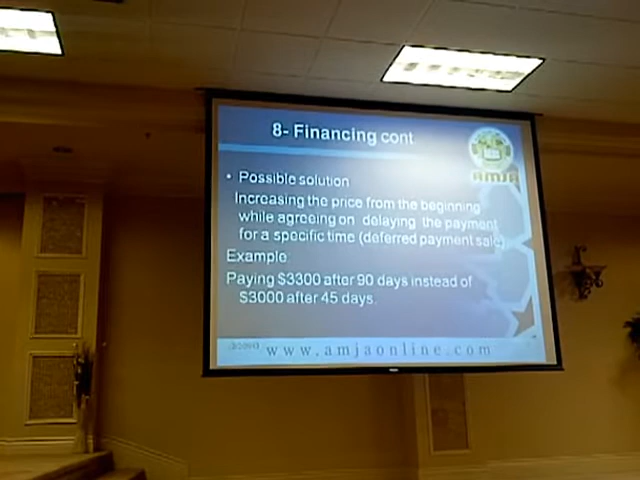 8- Financing cont.
• Possible solution
Increasing the price from the beginning
while agreeing on delaying the payment
for a specific time (deferred payment sale)
Example:
Paying $3300 after 90 days instead of
$3000 after 45 days.
amja
www.amjaonline.com